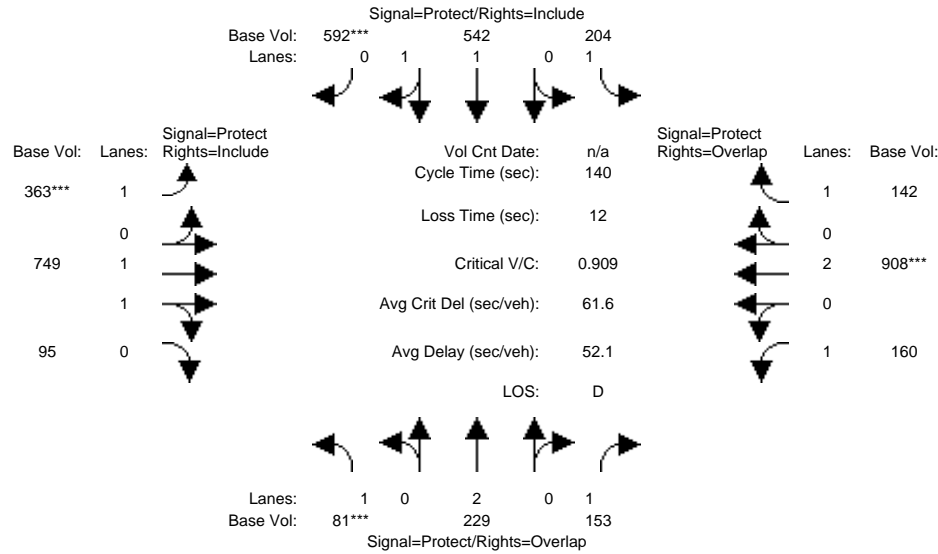 Signal=Protect/Rights=Include
Base Vol: 592*** 542 204
Lanes: 0 1 1 0 1
Signal=Protect
Base Vol: Lanes: Rights=Include
Vol Cnt Date: n/a
Signal=Protect
Rights=Overlap Lanes: Base Vol:
Cycle Time (sec): 140
363*** 1
1 142
Loss Time (sec): 12
0
0
749 1
Critical V/C: 0.909
2 908***
1
Avg Crit Del (sec/veh): 61.6
0
95 0
Avg Delay (sec/veh): 52.1
1 160
LOS: D
Lanes: 1 0 2 0 1
Base Vol: 81*** 229 153
Signal=Protect/Rights=Overlap